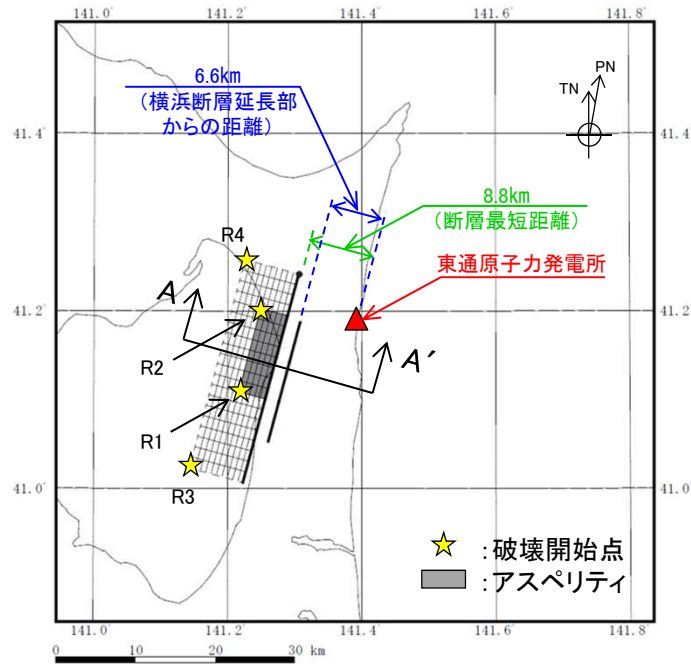 141.0° 141.2° 141.4° 141.6° 141.8°
6.6km
（横浜断層延長部
からの距離）
PN
TN
41.4° 41.4°
8.8km
（断層最短距離）
R4
東通原子力発電所
A
41.2° 41.2°
R2
A′
R1
R3
41.0° 41.0°
：破壊開始点
：アスペリティ
141.0° 141.2° 141.4° 141.6° 141.8°
0 10 20 30 km